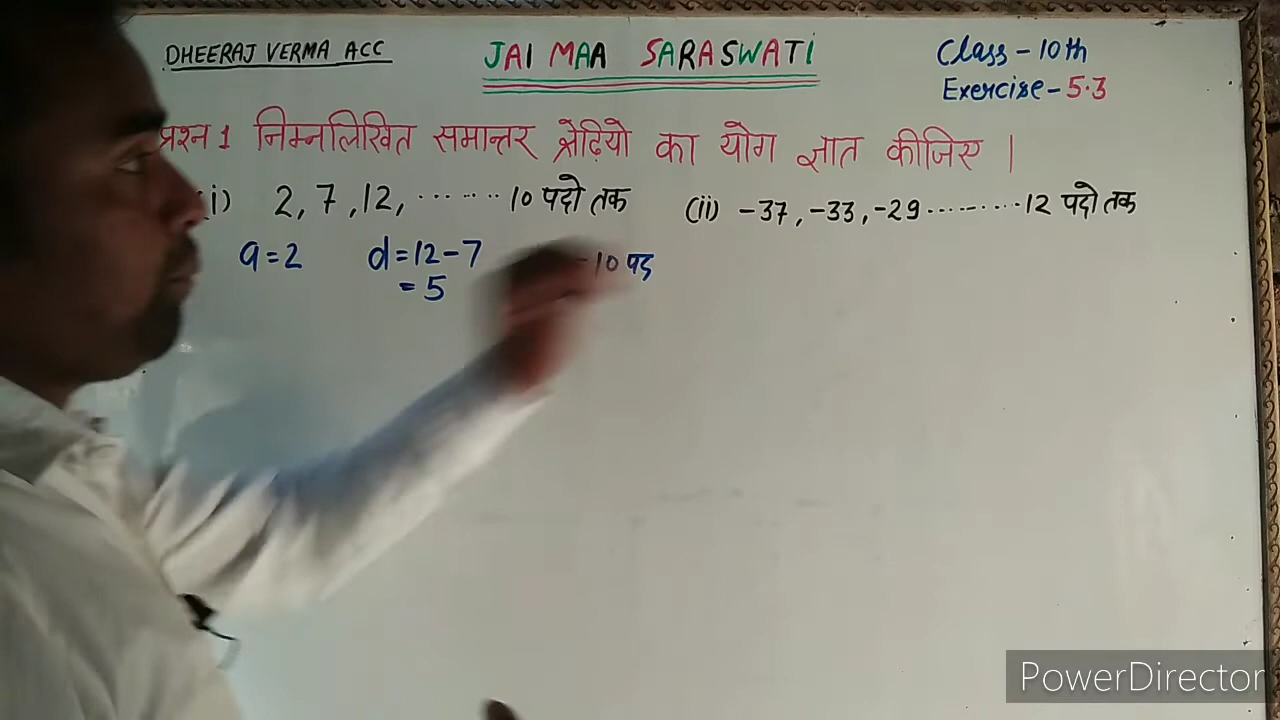 DHEERAJ VERMA ACC
JAI MAA SARASWATI
Class - 10th
Exercise - 5.3
प्रश्न 1 निम्नलिखित समान्तर श्रेढ़ियो का योग ज्ञात कीजिए ।
(i) 2, 7, 12, ........ 10 पदो तक
(ii) -37, -33, -29 ......... 12 पदो तक
a = 2 d = 12 - 7 10 पद
= 5
PowerDirector